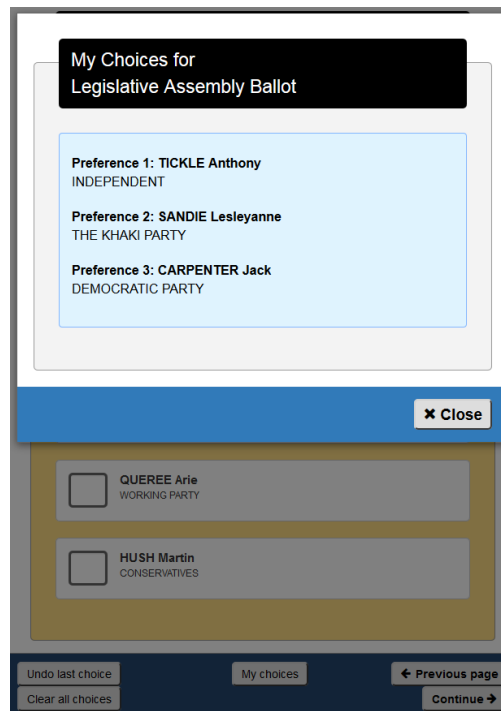 My Choices for
Legislative Assembly Ballot
Preference 1: TICKLE Anthony
INDEPENDENT
Preference 2: SANDIE Lesleyanne
THE KHAKI PARTY
Preference 3: CARPENTER Jack
DEMOCRATIC PARTY
✖ Close
QUEREE Arie
WORKING PARTY
HUSH Martin
CONSERVATIVES
Undo last choice
My choices
← Previous page
Clear all choices
Continue →